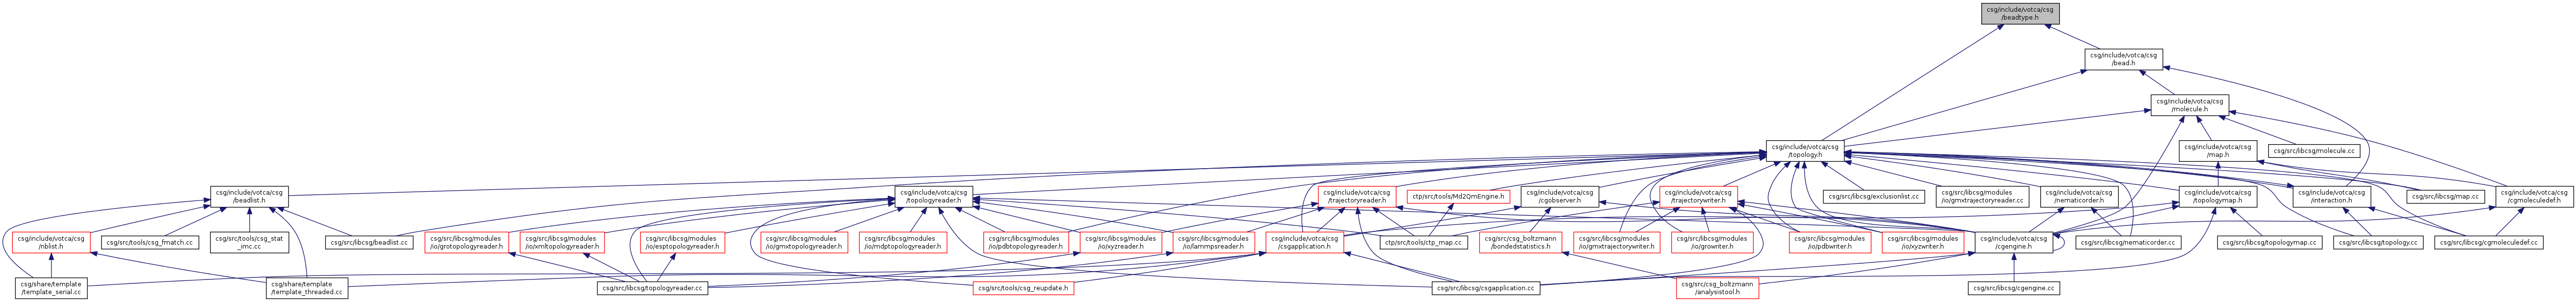 csg/include/votca/csg
/beadtype.h
csg/include/votca/csg
/bead.h
csg/include/votca/csg
/molecule.h
csg/include/votca/csg
/topology.h
csg/include/votca/csg
/map.h
csg/src/libcsg/molecule.cc
csg/include/votca/csg
/beadlist.h
csg/include/votca/csg
/topologyreader.h
csg/include/votca/csg
/trajectoryreader.h
ctp/src/tools/Md2QmEngine.h
csg/include/votca/csg
/cgobserver.h
csg/include/votca/csg
/trajectorywriter.h
csg/src/libcsg/exclusionlist.cc
csg/src/libcsg/modules
/io/gmxtrajectoryreader.cc
csg/include/votca/csg
/nematicorder.h
csg/include/votca/csg
/topologymap.h
csg/include/votca/csg
/interaction.h
csg/src/libcsg/map.cc
csg/include/votca/csg
/cgmoleculedef.h
csg/include/votca/csg
/nblist.h
csg/src/tools/csg_fmatch.cc
csg/src/tools/csg_stat
_imc.cc
csg/src/libcsg/beadlist.cc
csg/src/libcsg/modules
/io/grotopologyreader.h
csg/src/libcsg/modules
/io/xmltopologyreader.h
csg/src/libcsg/modules
/io/esptopologyreader.h
csg/src/libcsg/modules
/io/gmxtopologyreader.h
csg/src/libcsg/modules
/io/mdptopologyreader.h
csg/src/libcsg/modules
/io/pdbtopologyreader.h
csg/src/libcsg/modules
/io/xyzreader.h
csg/src/libcsg/modules
/io/lammpsreader.h
csg/include/votca/csg
/csgapplication.h
ctp/src/tools/ctp_map.cc
csg/src/csg_boltzmann
/bondedstatistics.h
csg/src/libcsg/modules
/io/gmxtrajectorywriter.h
csg/src/libcsg/modules
/io/growriter.h
csg/src/libcsg/modules
/io/pdbwriter.h
csg/src/libcsg/modules
/io/xyzwriter.h
csg/include/votca/csg
/cgengine.h
csg/src/libcsg/nematicorder.cc
csg/src/libcsg/topologymap.cc
csg/src/libcsg/topology.cc
csg/src/libcsg/cgmoleculedef.cc
csg/share/template
/template_serial.cc
csg/share/template
/template_threaded.cc
csg/src/libcsg/topologyreader.cc
csg/src/tools/csg_reupdate.h
csg/src/libcsg/csgapplication.cc
csg/src/csg_boltzmann
/analysistool.h
csg/src/libcsg/cgengine.cc